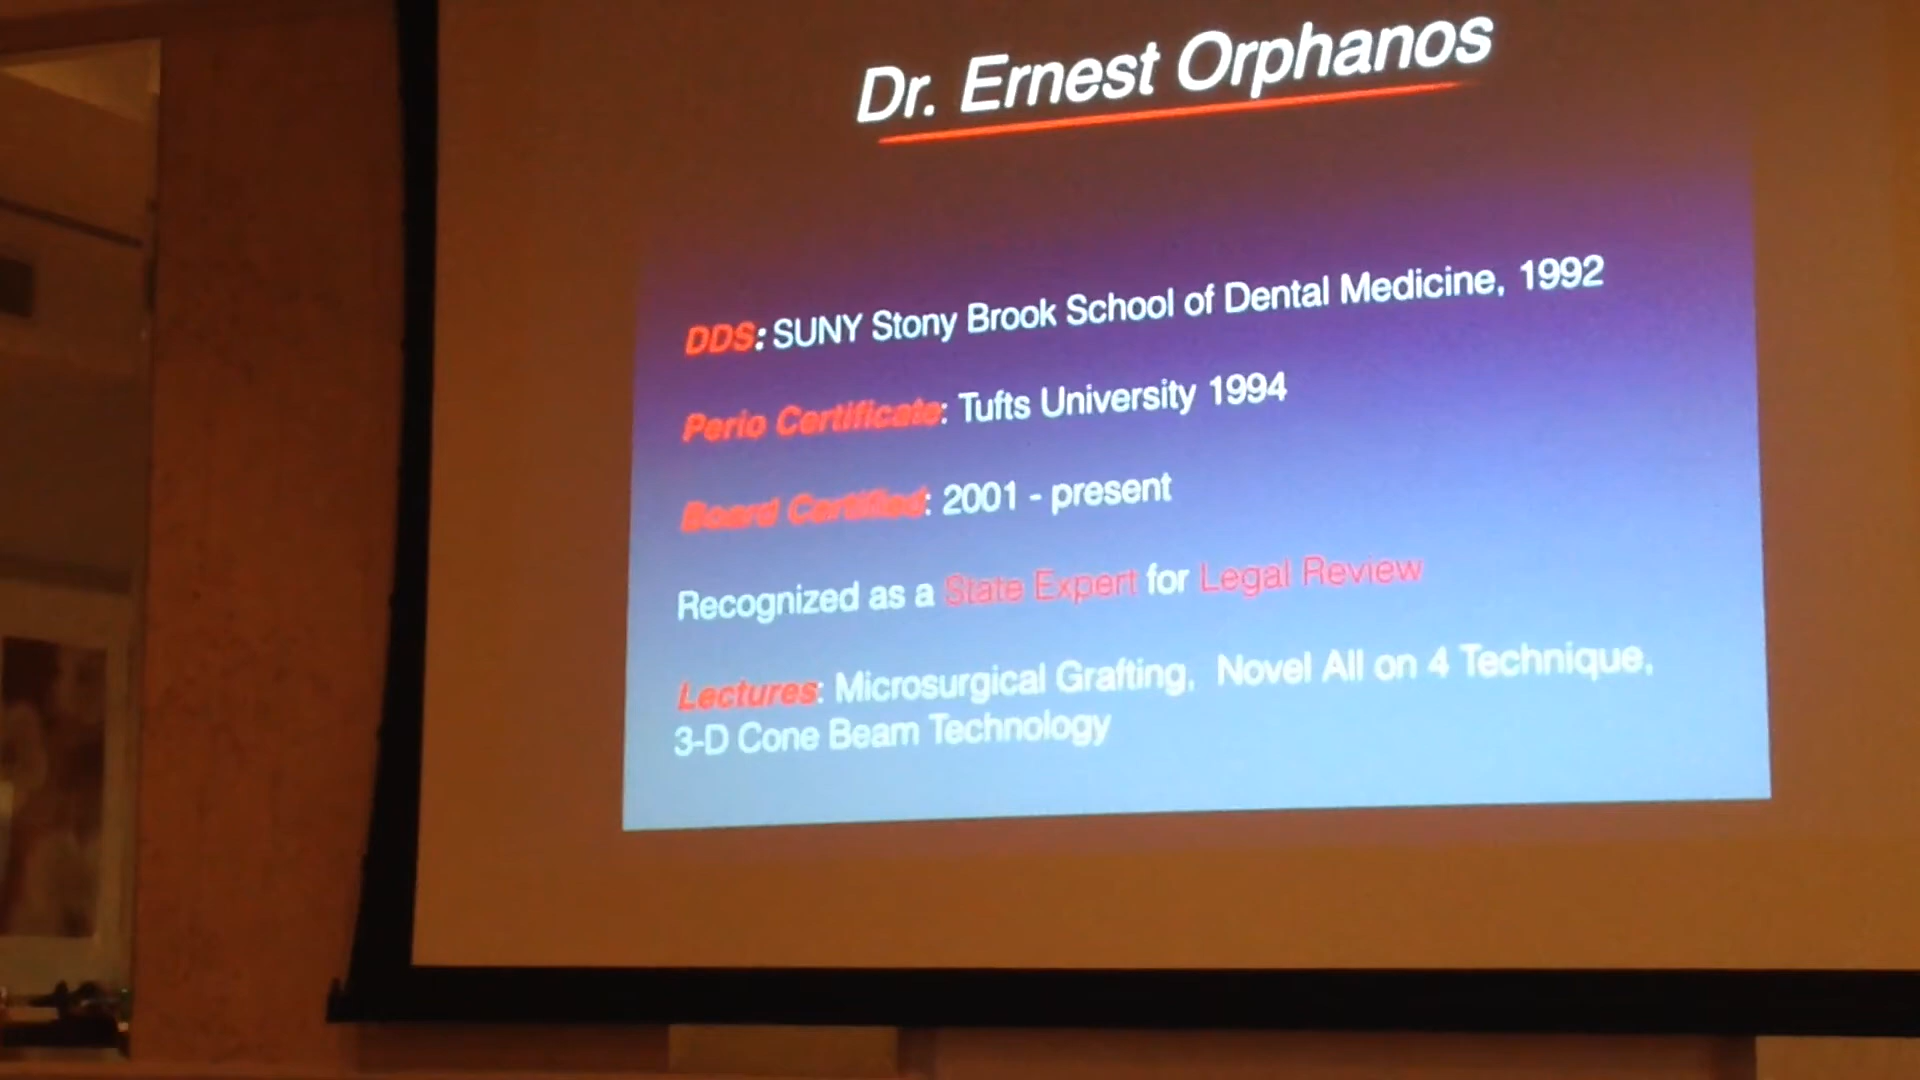 Dr. Ernest Orphanos
DDS: SUNY Stony Brook School of Dental Medicine, 1992
Perio Certificate: Tufts University 1994
Board Certified: 2001 - present
Recognized as a State Expert for Legal Review
Lectures: Microsurgical Grafting, Novel All on 4 Technique,
3-D Cone Beam Technology